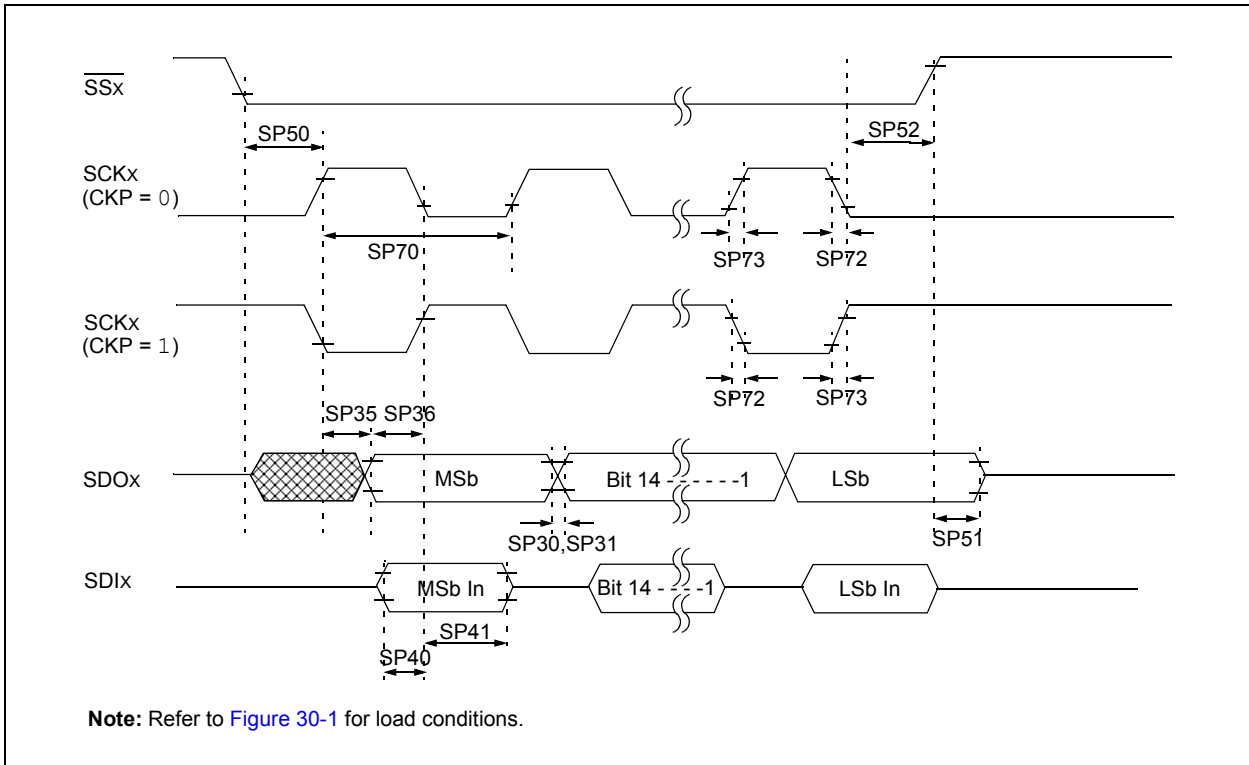 SSx
SP50
SP52
SCKx
(CKP = 0)
SP70
SP73
SP72
SCKx
(CKP = 1)
SP72
SP73
SP35
SP36
SDOx
MSb
Bit 14 - - - - - -1
LSb
SP30,SP31
SP51
SDIx
MSb In
Bit 14 - - - -1
LSb In
SP41
SP40
Note: Refer to Figure 30-1 for load conditions.